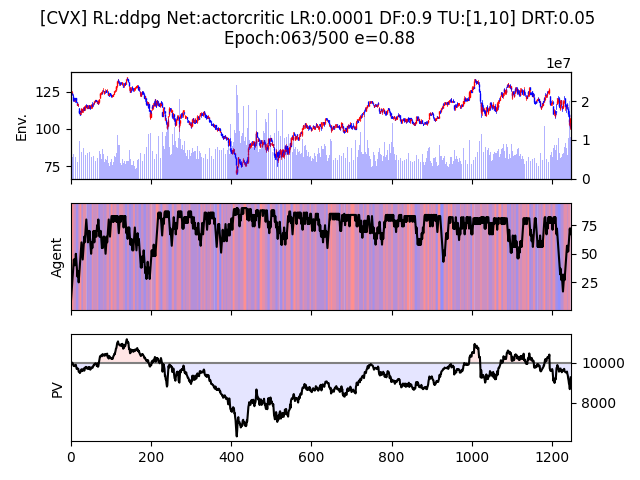 [CVX] RL:ddpg Net:actorcritic LR:0.0001 DF:0.9 TU:[1,10] DRT:0.05
Epoch:063/500 e=0.88
1e7
Env.
125
100
75
2
1
0
Agent
75
50
25
PV
10000
8000
0 200 400 600 800 1000 1200